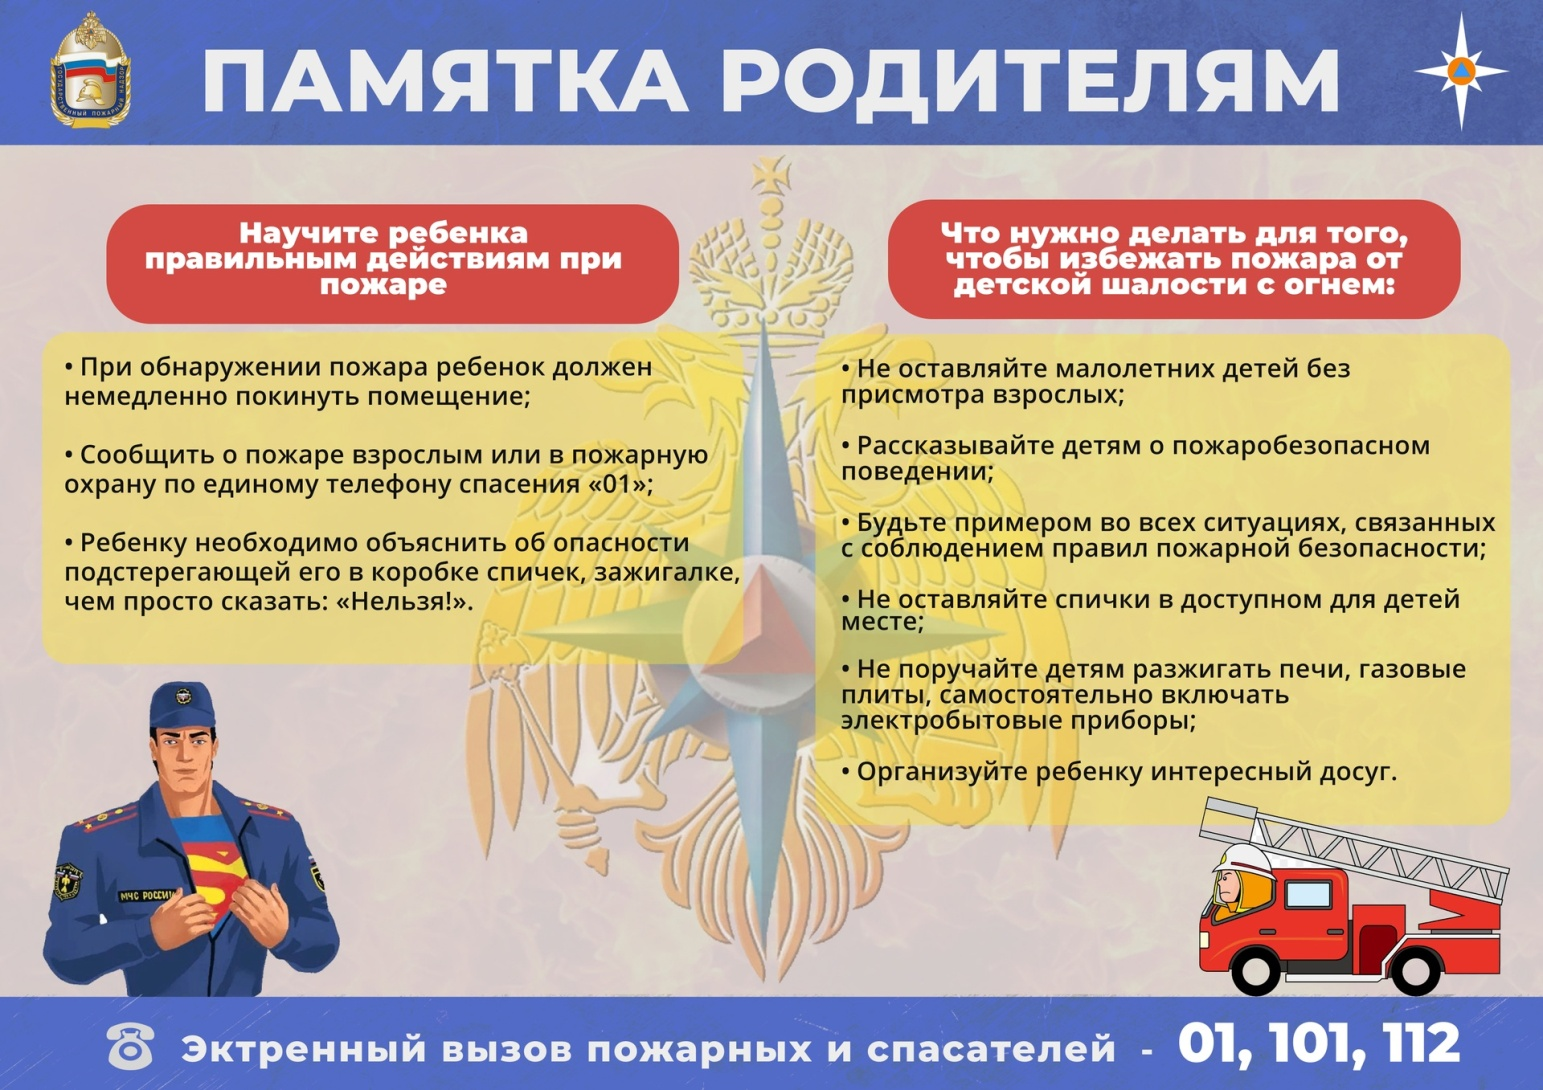 ПАМЯТКА РОДИТЕЛЯМ
ГОСУДАРСТВЕННЫЙ ПОЖАРНЫЙ НАДЗОР
Научите ребенка
правильным действиям при
пожаре
• При обнаружении пожара ребенок должен
немедленно покинуть помещение;
• Сообщить о пожаре взрослым или в пожарную
охрану по единому телефону спасения «01»;
• Ребенку необходимо объяснить об опасности
подстерегающей его в коробке спичек, зажигалке,
чем просто сказать: «Нельзя!».
Что нужно делать для того,
чтобы избежать пожара от
детской шалости с огнем:
• Не оставляйте малолетних детей без
присмотра взрослых;
• Рассказывайте детям о пожаробезопасном
поведении;
• Будьте примером во всех ситуациях, связанных
с соблюдением правил пожарной безопасности;
• Не оставляйте спички в доступном для детей
месте;
• Не поручайте детям разжигать печи, газовые
плиты, самостоятельно включать
электробытовые приборы;
• Организуйте ребенку интересный досуг.
МЧС РОССИИ
Эктренный вызов пожарных и спасателей - 01, 101, 112